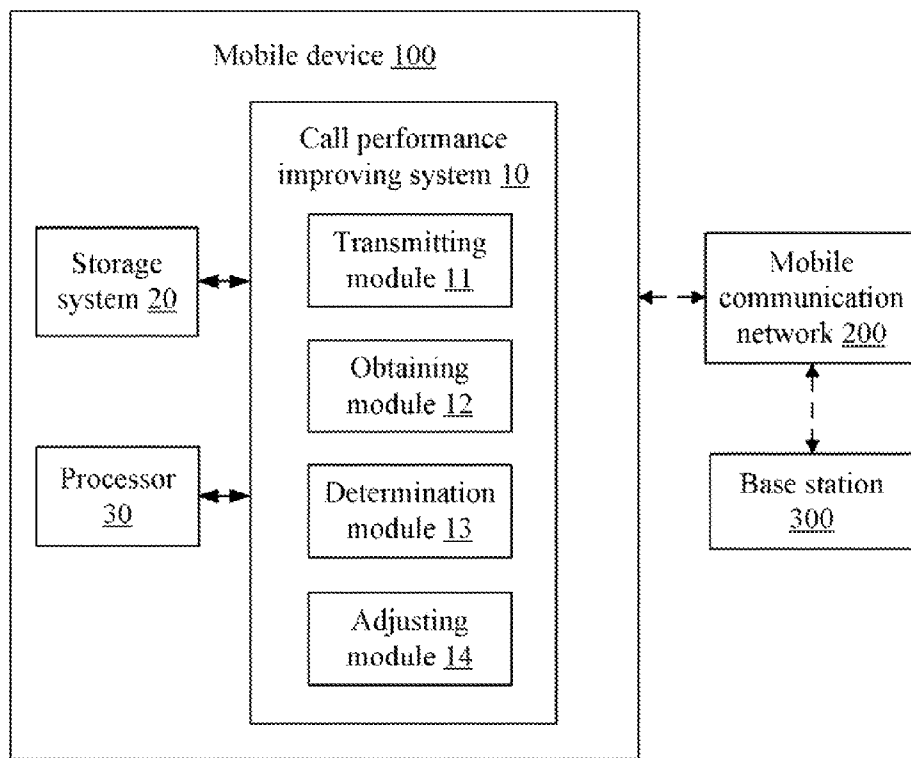 Mobile device 100
Call performance
improving system 10
Transmitting
module 11
Obtaining
module 12
Determination
module 13
Adjusting
module 14
Storage
system 20
Processor
30
Mobile
communication
network 200
Base station
300